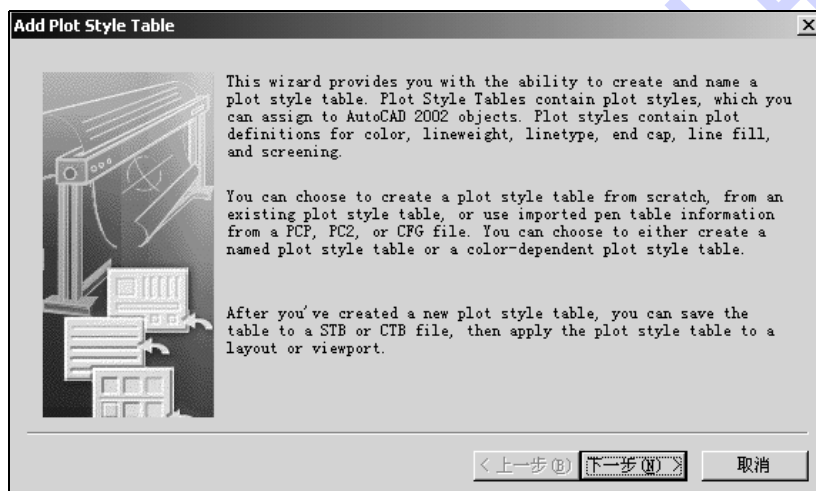 Add Plot Style Table
This wizard provides you with the ability to create and name a
plot style table. Plot Style Tables contain plot styles, which you
can assign to AutoCAD 2002 objects. Plot styles contain plot
definitions for color, lineweight, linetype, end cap, line fill,
and screening.
You can choose to create a plot style table from scratch, from an
existing plot style table, or use imported pen table information
from a PCP, PC2, or CFG file. You can choose to either create a
named plot style table or a color-dependent plot style table.
After you've created a new plot style table, you can save the
table to a STB or CTB file, then apply the plot style table to a
layout or viewport.
< 上一步(B) 下一步(N) > 取消